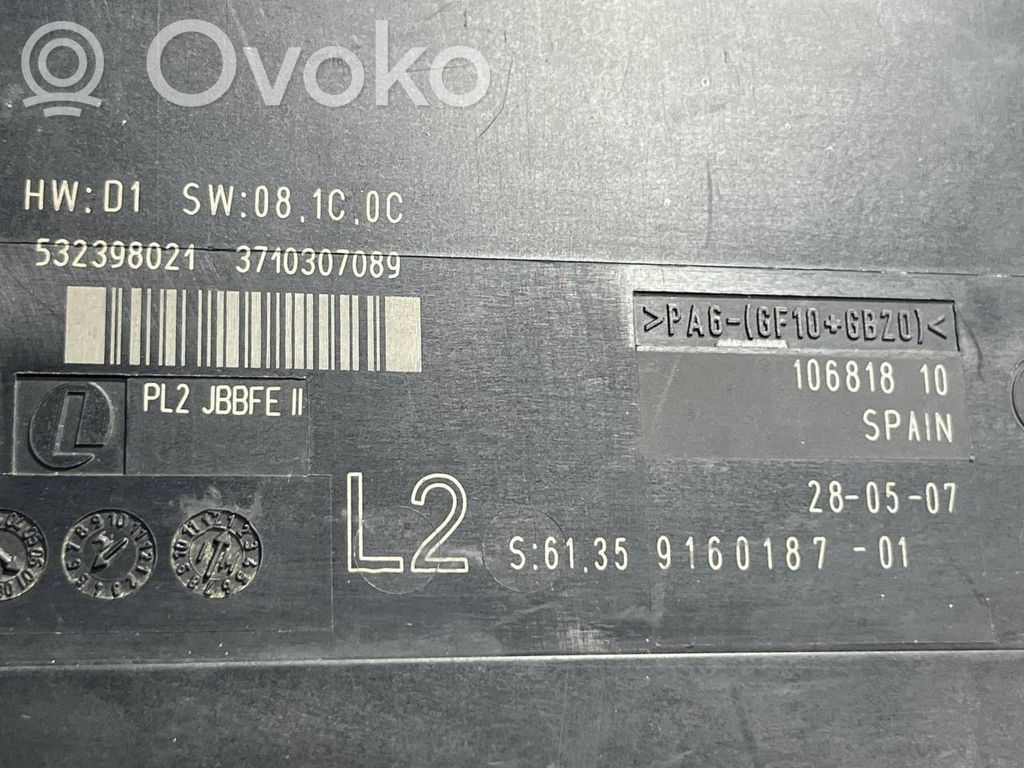 Ovoko
HW:D1 SW:08.1C.0C
532398021 3710307089
>PA6-(GF10+GB20)<
106818 10
SPAIN
L PL2 JBBFE II
28-05-07
L2
S:61.35 9160187-01